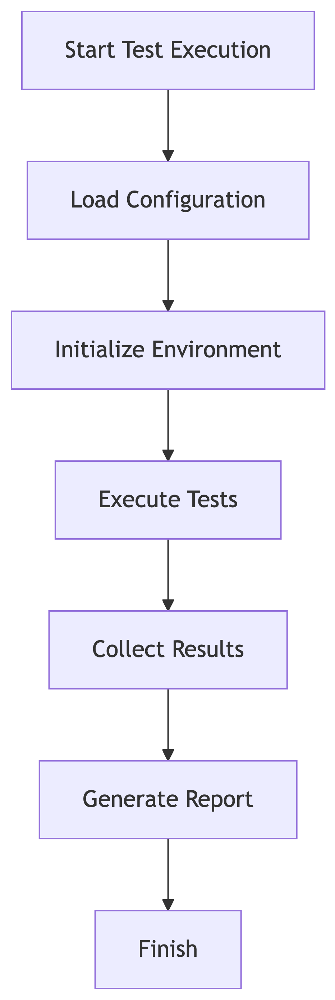 Start Test Execution
Load Configuration
Initialize Environment
Execute Tests
Collect Results
Generate Report
Finish